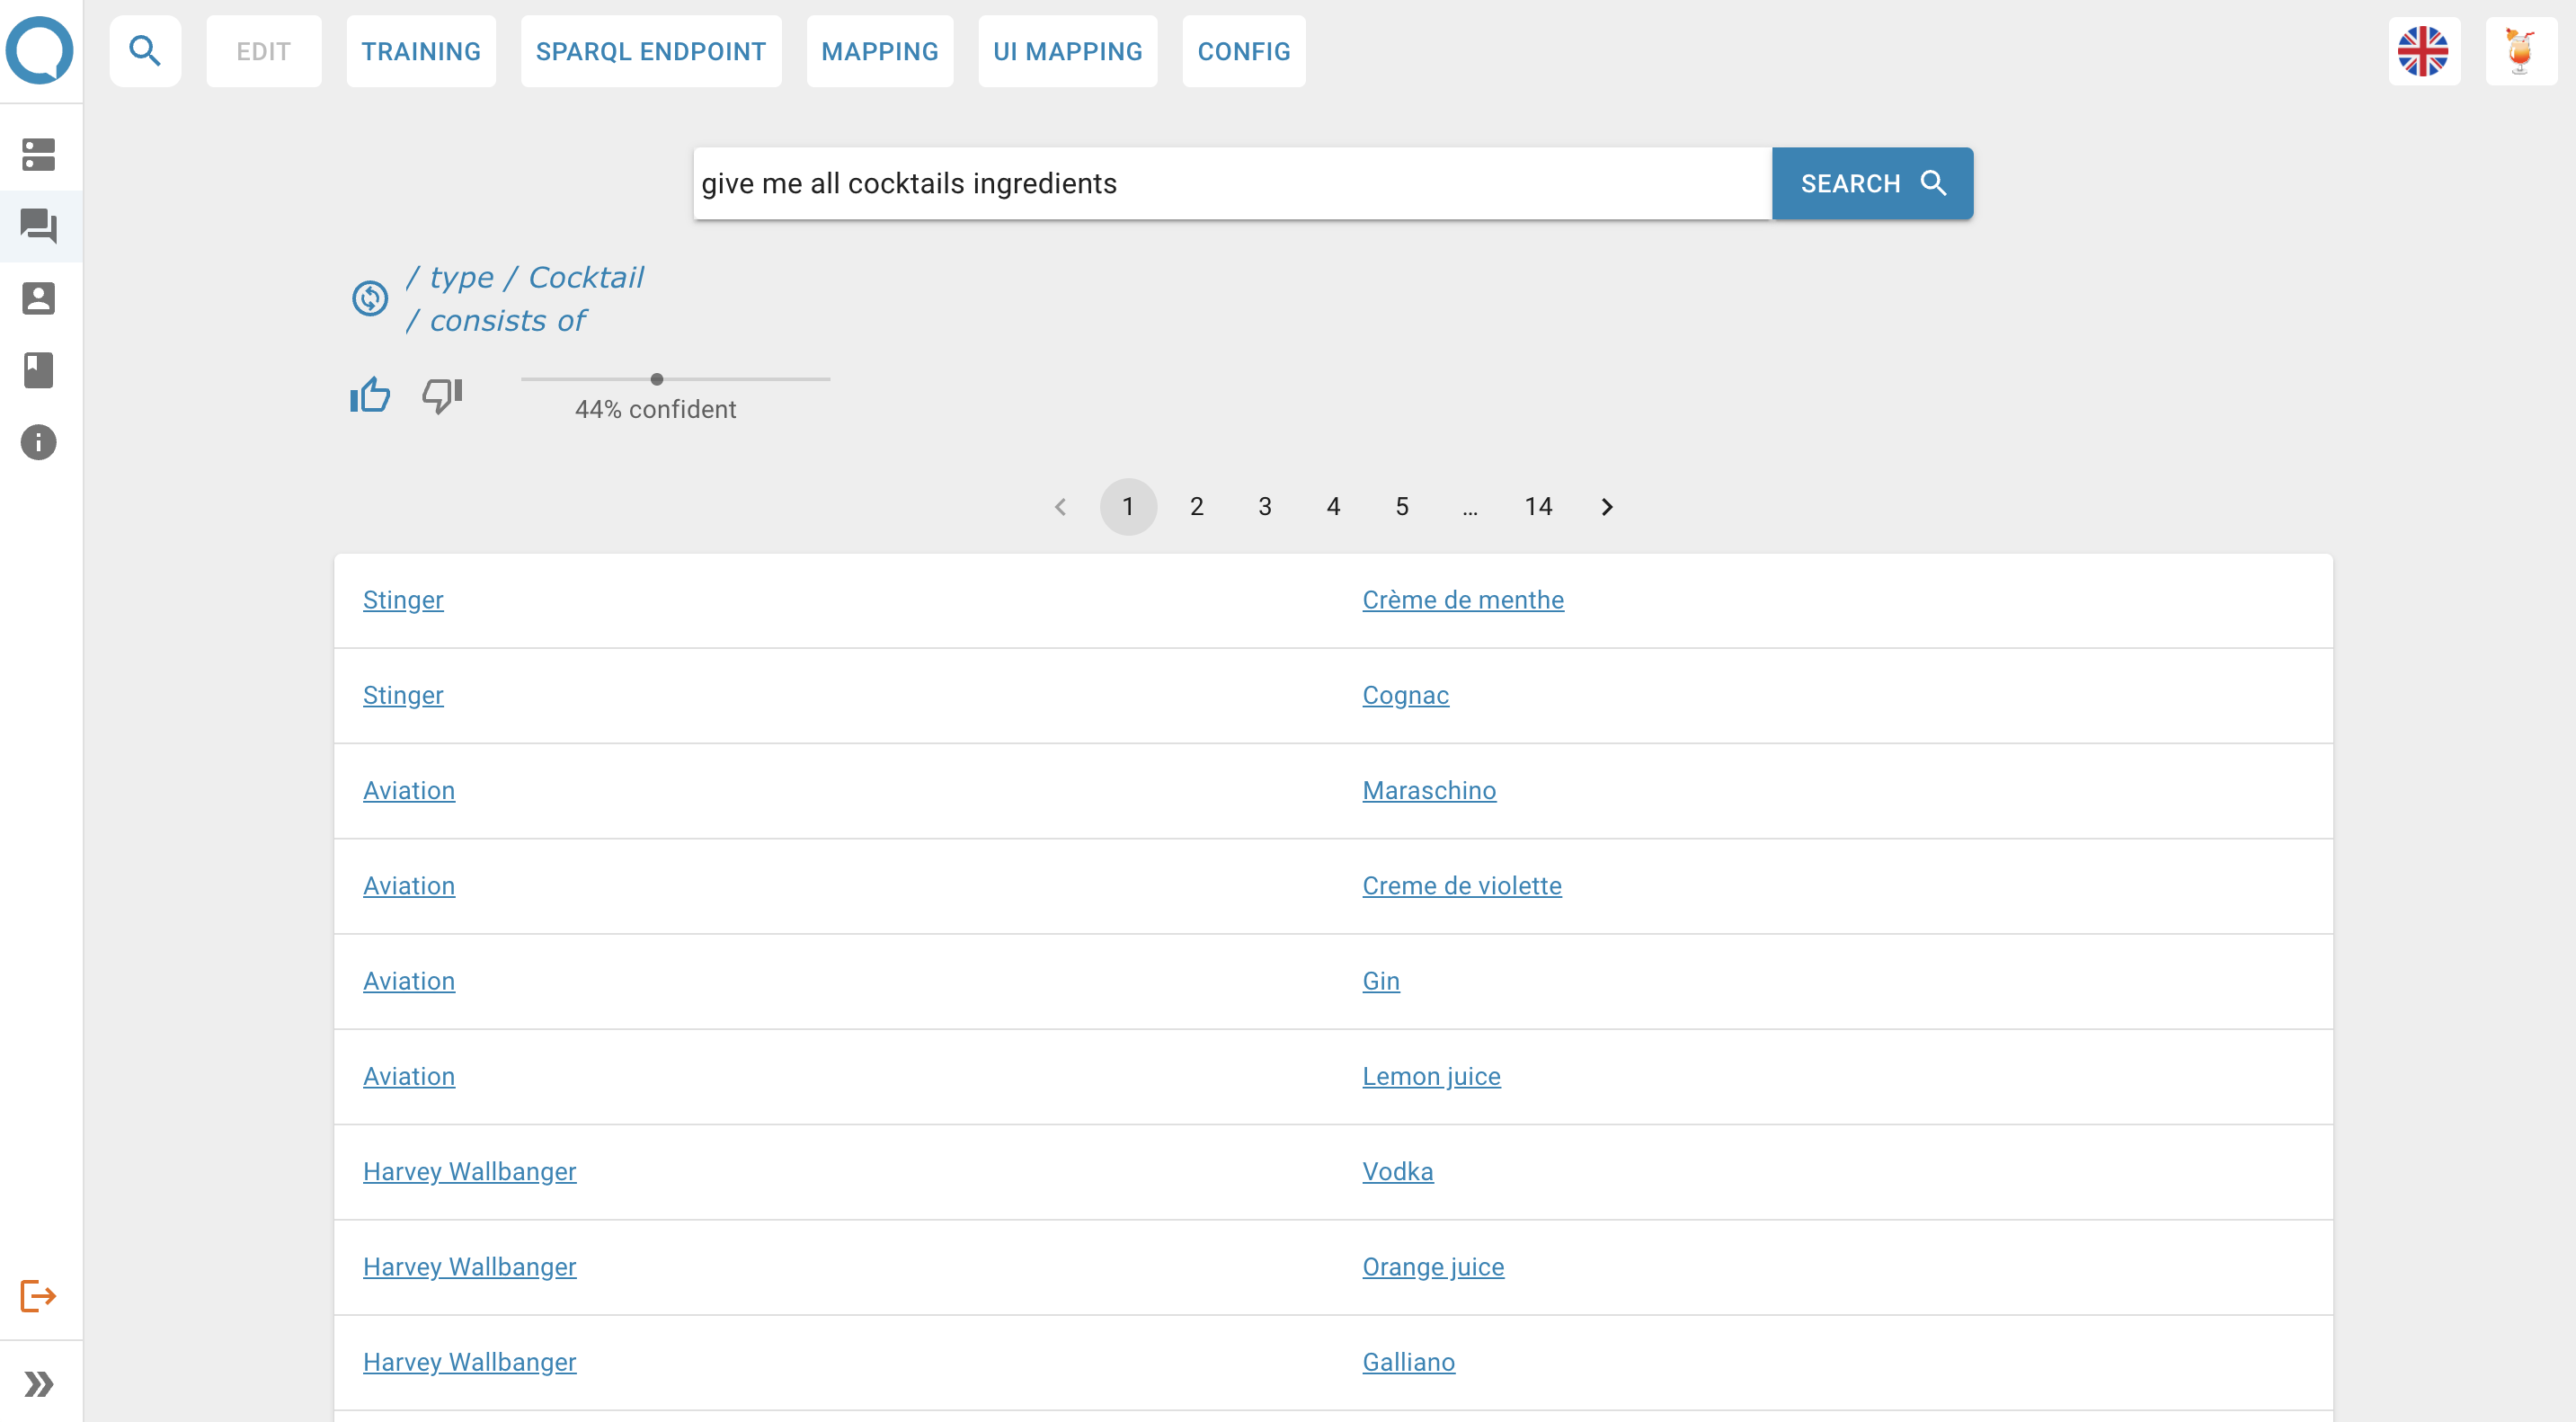 EDIT TRAINING SPARQL ENDPOINT MAPPING UI MAPPING CONFIG
give me all cocktails ingredients SEARCH
/ type / Cocktail
/ consists of
44% confident
1 2 3 4 5 ... 14
Stinger Crème de menthe
Stinger Cognac
Aviation Maraschino
Aviation Creme de violette
Aviation Gin
Aviation Lemon juice
Harvey Wallbanger Vodka
Harvey Wallbanger Orange juice
Harvey Wallbanger Galliano